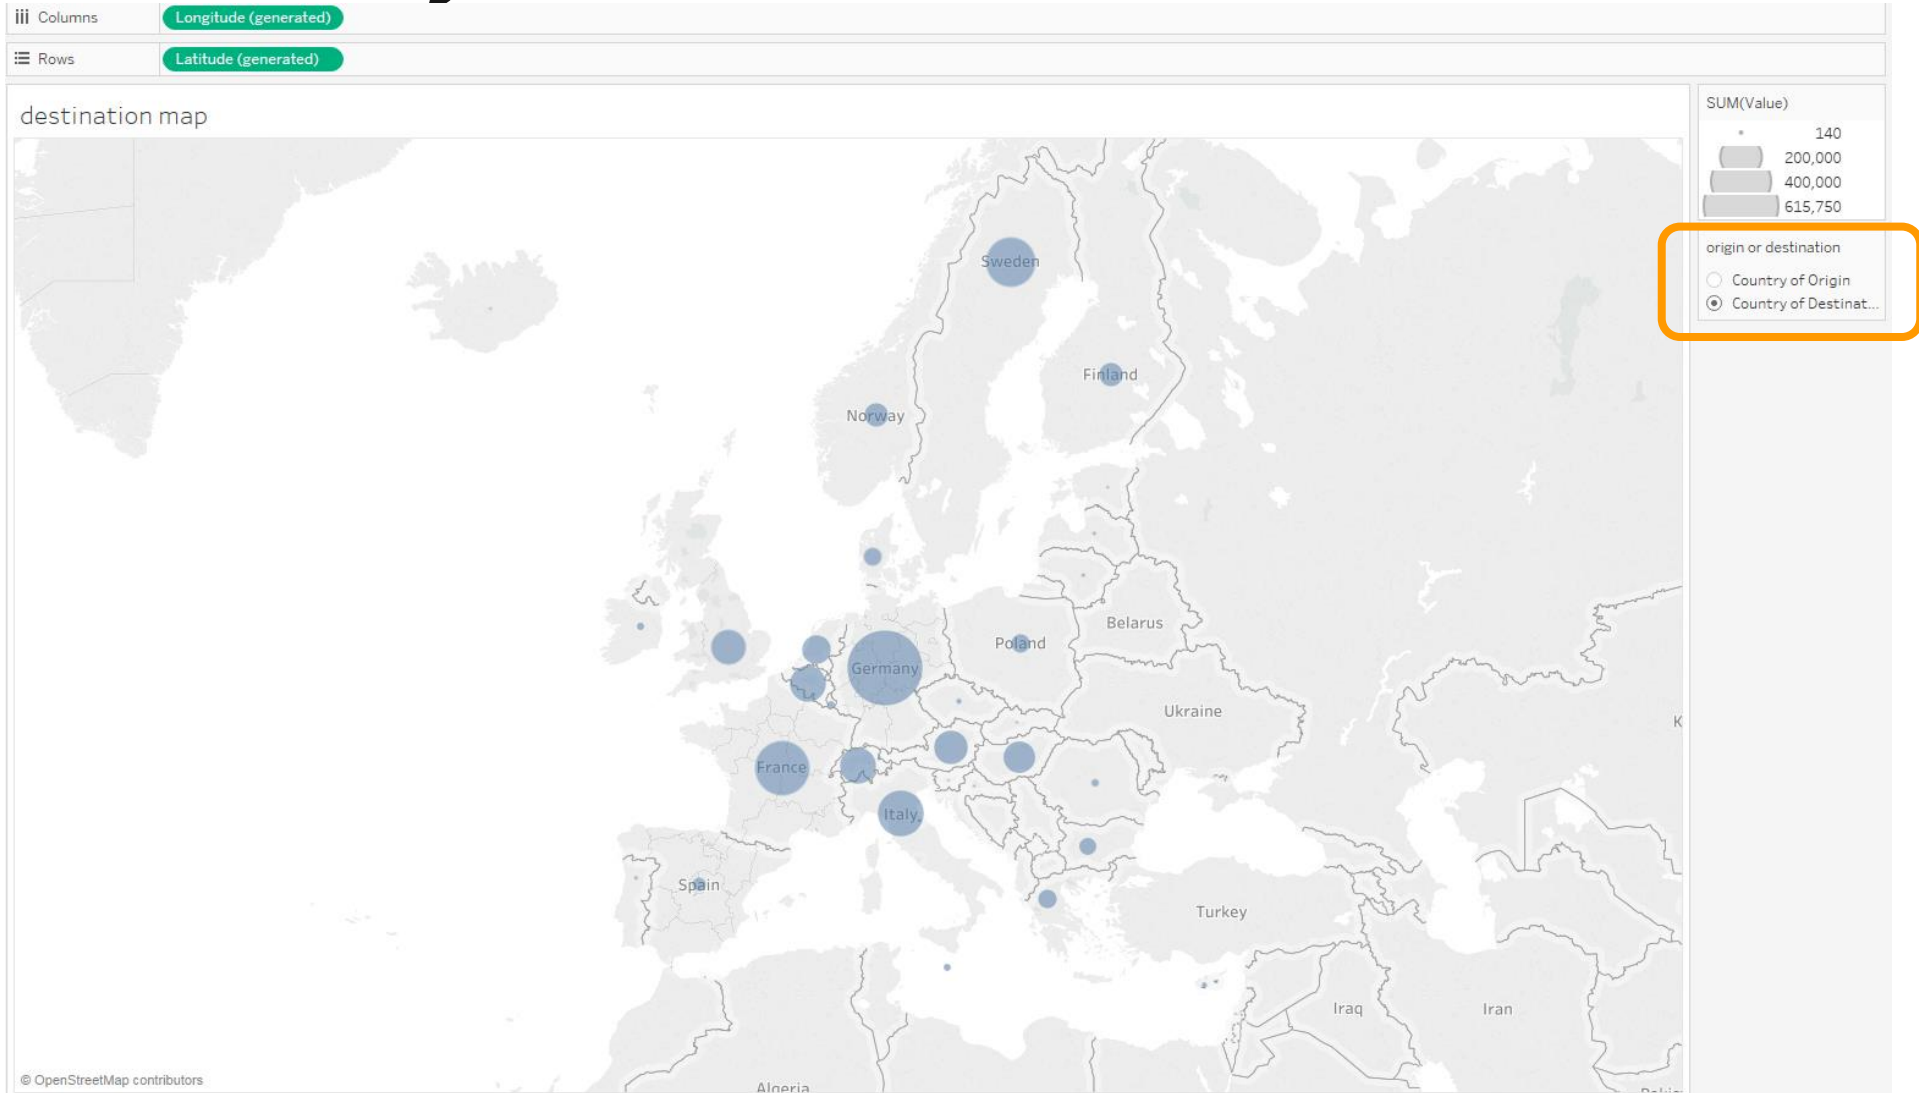 Columns
Longitude (generated)
Rows
Latitude (generated)
destination map
SUM(Value)
140
200,000
400,000
615,750
origin or destination
Country of Origin
Country of Destinat...
Sweden
Finland
Norway
Belarus
Poland
Germany
Ukraine
K
France
Italy
Spain
Turkey
Iraq
Iran
© OpenStreetMap contributors
Algeria